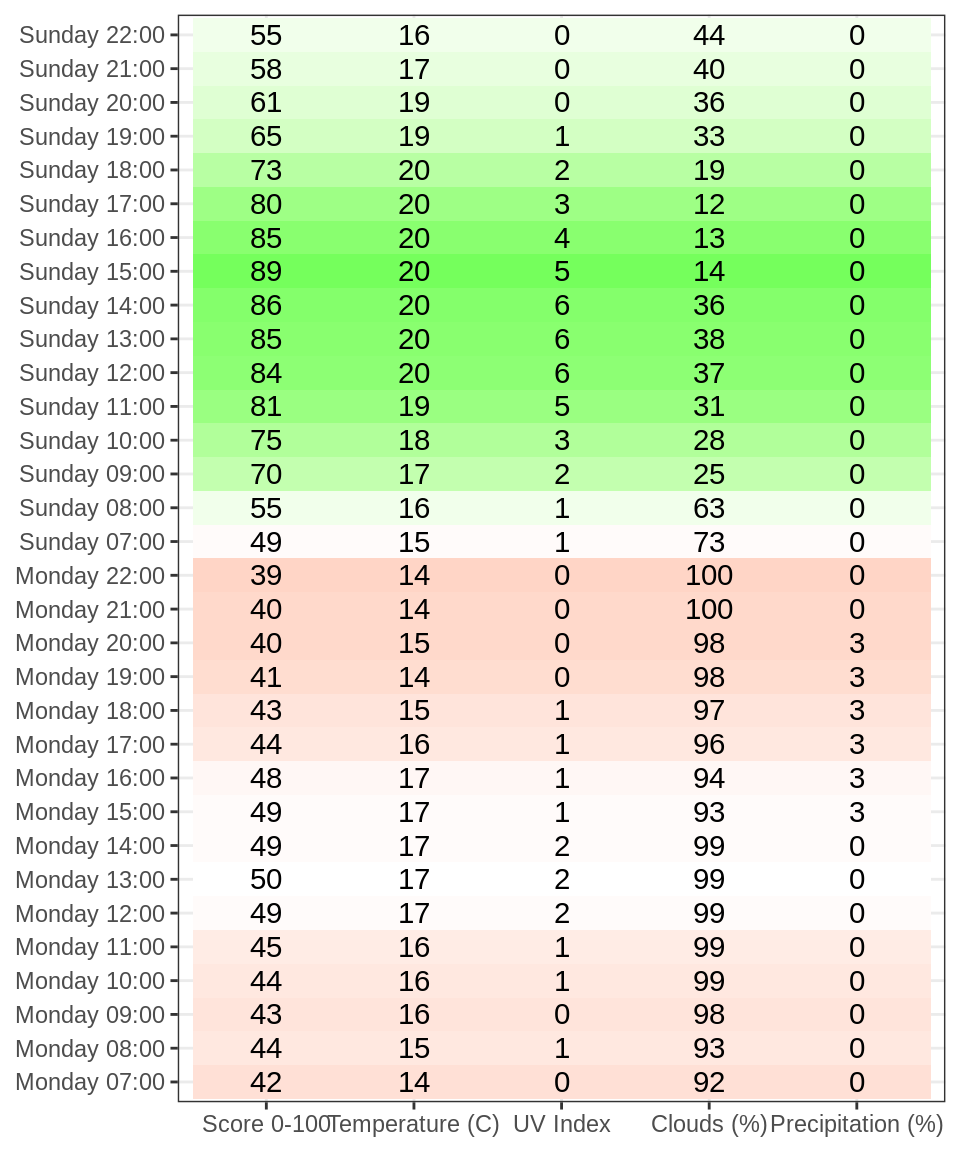 Sunday 22:00 55 16 0 44 0
Sunday 21:00 58 17 0 40 0
Sunday 20:00 61 19 0 36 0
Sunday 19:00 65 19 1 33 0
Sunday 18:00 73 20 2 19 0
Sunday 17:00 80 20 3 12 0
Sunday 16:00 85 20 4 13 0
Sunday 15:00 89 20 5 14 0
Sunday 14:00 86 20 6 36 0
Sunday 13:00 85 20 6 38 0
Sunday 12:00 84 20 6 37 0
Sunday 11:00 81 19 5 31 0
Sunday 10:00 75 18 3 28 0
Sunday 09:00 70 17 2 25 0
Sunday 08:00 55 16 1 63 0
Sunday 07:00 49 15 1 73 0
Monday 22:00 39 14 0 100 0
Monday 21:00 40 14 0 100 0
Monday 20:00 40 15 0 98 3
Monday 19:00 41 14 0 98 3
Monday 18:00 43 15 1 97 3
Monday 17:00 44 16 1 96 3
Monday 16:00 48 17 1 94 3
Monday 15:00 49 17 1 93 3
Monday 14:00 49 17 2 99 0
Monday 13:00 50 17 2 99 0
Monday 12:00 49 17 2 99 0
Monday 11:00 45 16 1 99 0
Monday 10:00 44 16 1 99 0
Monday 09:00 43 16 0 98 0
Monday 08:00 44 15 1 93 0
Monday 07:00 42 14 0 92 0
Score 0-100 Temperature (C) UV Index Clouds (%) Precipitation (%)